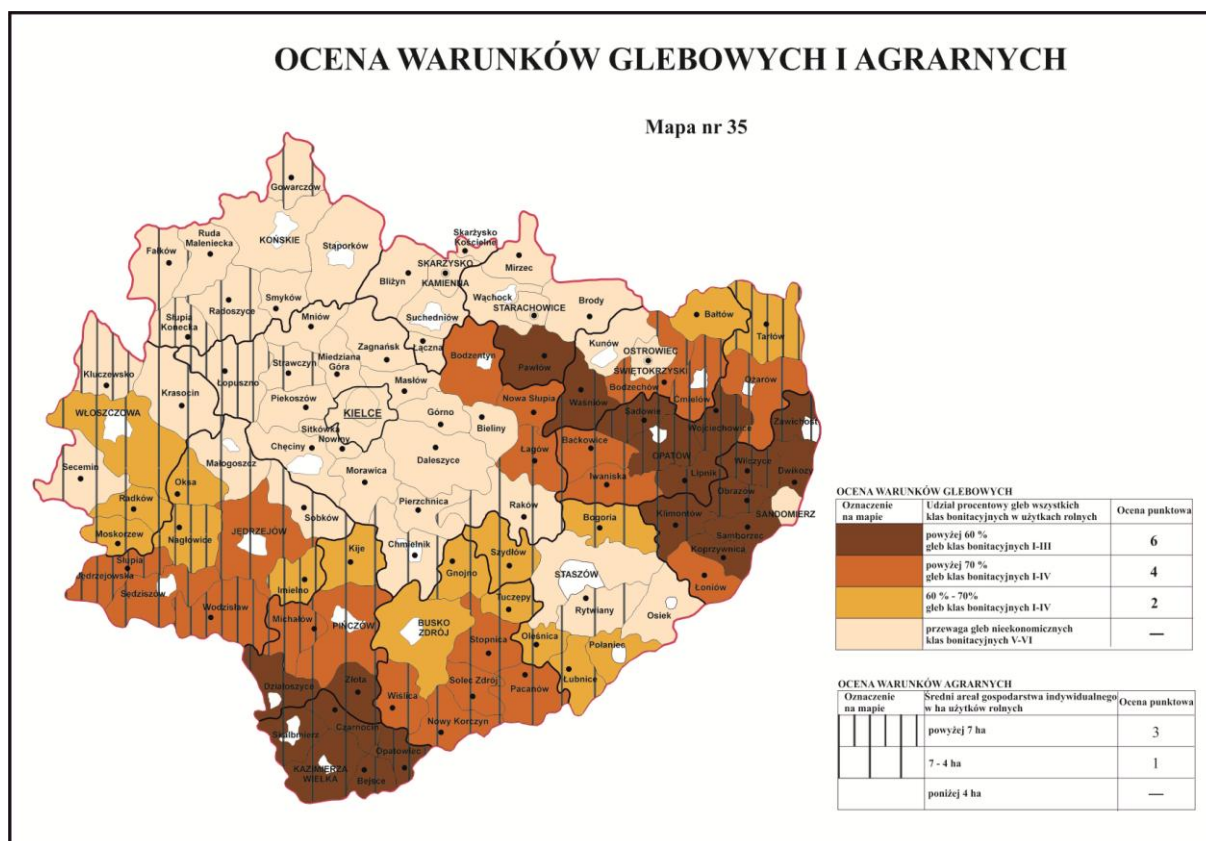 OCENA WARUNKÓW GLEBOWYCH I AGRARNYCH
Mapa nr 35
Gowarczów
Ruda
Maleniecka
KOŃSKIE
Stąporków
Fałków
Skarżysko
Kościelne
SKARŻYSKO
KAMIENNA
Bliżyn
Mirzec
Wąchock
STARACHOWICE
Brody
Radoszyce
Smyków
Słupia
Konecka
Mniów
Suchedniów
Łączna
Zagnańsk
Bałtów
Tarłów
Kunów
OSTROWIEC
ŚWIĘTOKRZYSKI
Bodzechów
Ćmielów
Ożarów
Bodzentyn
Pawłów
Kluczewsko
Krasocin
Łopuszno
Strawczyn
Miedziana
Góra
Masłów
Piekoszów
KIELCE
Górno
Bieliny
Nowa Słupia
Waśniów
Sadowie
Wojciechowice
Zawichost
WŁOSZCZOWA
Sitkówka
Nowiny
Chęciny
Daleszyce
Łagów
Baćkowice
OPATÓW
Wilczyce
Dwikozy
Małogoszcz
Secemin
Oksa
Morawica
Iwaniska
Lipnik
Obrazów
SANDOMIERZ
Radków
Sobków
Pierzchnica
Raków
Bogoria
Klimontów
Samborzec
Moskorzew
Nagłowice
JĘDRZEJÓW
Chmielnik
Kije
Szydłów
Koprzywnica
Słupia
Jędrzejowska
Sędziszów
Imielno
Gnojno
STASZÓW
Łoniów
Wodzisław
Michałów
PIŃCZÓW
BUSKO
ZDRÓJ
Tuczępy
Rytwiany
Osiek
Stopnica
Oleśnica
Połaniec
Działoszyce
Złota
Wiślica
Solec Zdrój
Pacanów
Łubnice
Skalbmierz
Czarnocin
Nowy Korczyn
Opatowiec
KAZIMIERZA
WIELKA
Bejsce
OCENA WARUNKÓW GLEBOWYCH
Oznaczenie
na mapie
Udział procentowy gleb wszystkich
klas bonitacyjnych w użytkach rolnych
Ocena punktowa
powyżej 60 %
gleb klas bonitacyjnych I-III
6
powyżej 70 %
gleb klas bonitacyjnych I-IV
4
60 % - 70%
gleb klas bonitacyjnych I-IV
2
przewaga gleb nieekonomicznych
klas bonitacyjnych V-VI
—
OCENA WARUNKÓW AGRARNYCH
Oznaczenie
na mapie
Średni areał gospodarstwa indywidualnego
w ha użytków rolnych
Ocena punktowa
powyżej 7 ha
3
7 - 4 ha
1
poniżej 4 ha
—